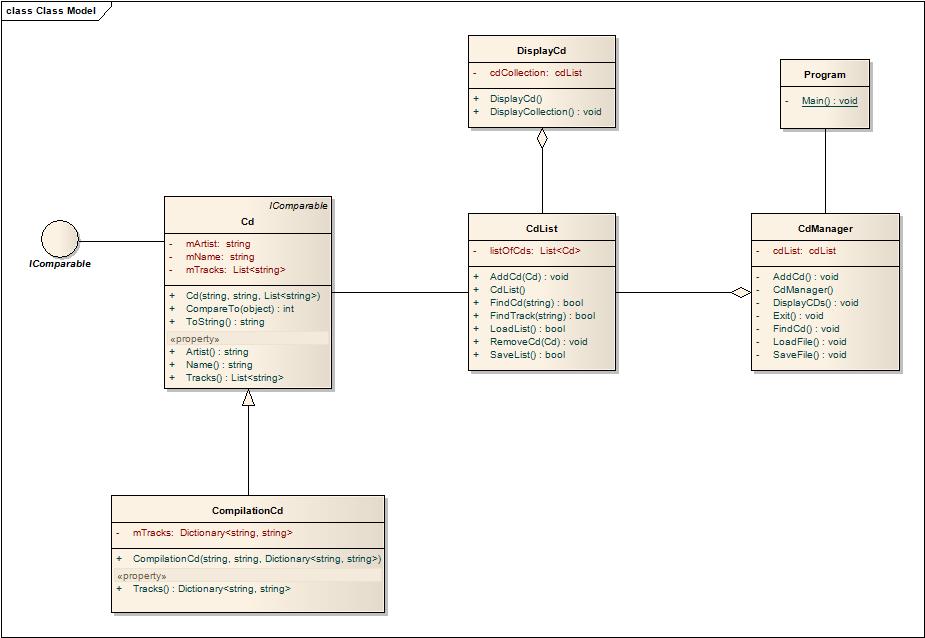 class Class Model
DisplayCd
- cdCollection: cdList
+ DisplayCd()
+ DisplayCollection() : void
Program
- Main() : void
IComparable
IComparable
Cd
- mArtist: string
- mName: string
- mTracks: List<string>
+ Cd(string, string, List<string>)
+ CompareTo(object) : int
+ ToString() : string
«property»
+ Artist() : string
+ Name() : string
+ Tracks() : List<string>
CdList
- listOfCds: List<Cd>
+ AddCd(Cd) : void
+ CdList()
+ FindCd(string) : bool
+ FindTrack(string) : bool
+ LoadList() : bool
+ RemoveCd(Cd) : void
+ SaveList() : bool
CdManager
- cdList: cdList
- AddCd() : void
- CdManager()
- DisplayCDs() : void
- Exit() : void
- FindCd() : void
- LoadFile() : void
- SaveFile() : void
CompilationCd
- mTracks: Dictionary<string, string>
+ CompilationCd(string, string, Dictionary<string, string>)
«property»
+ Tracks() : Dictionary<string, string>